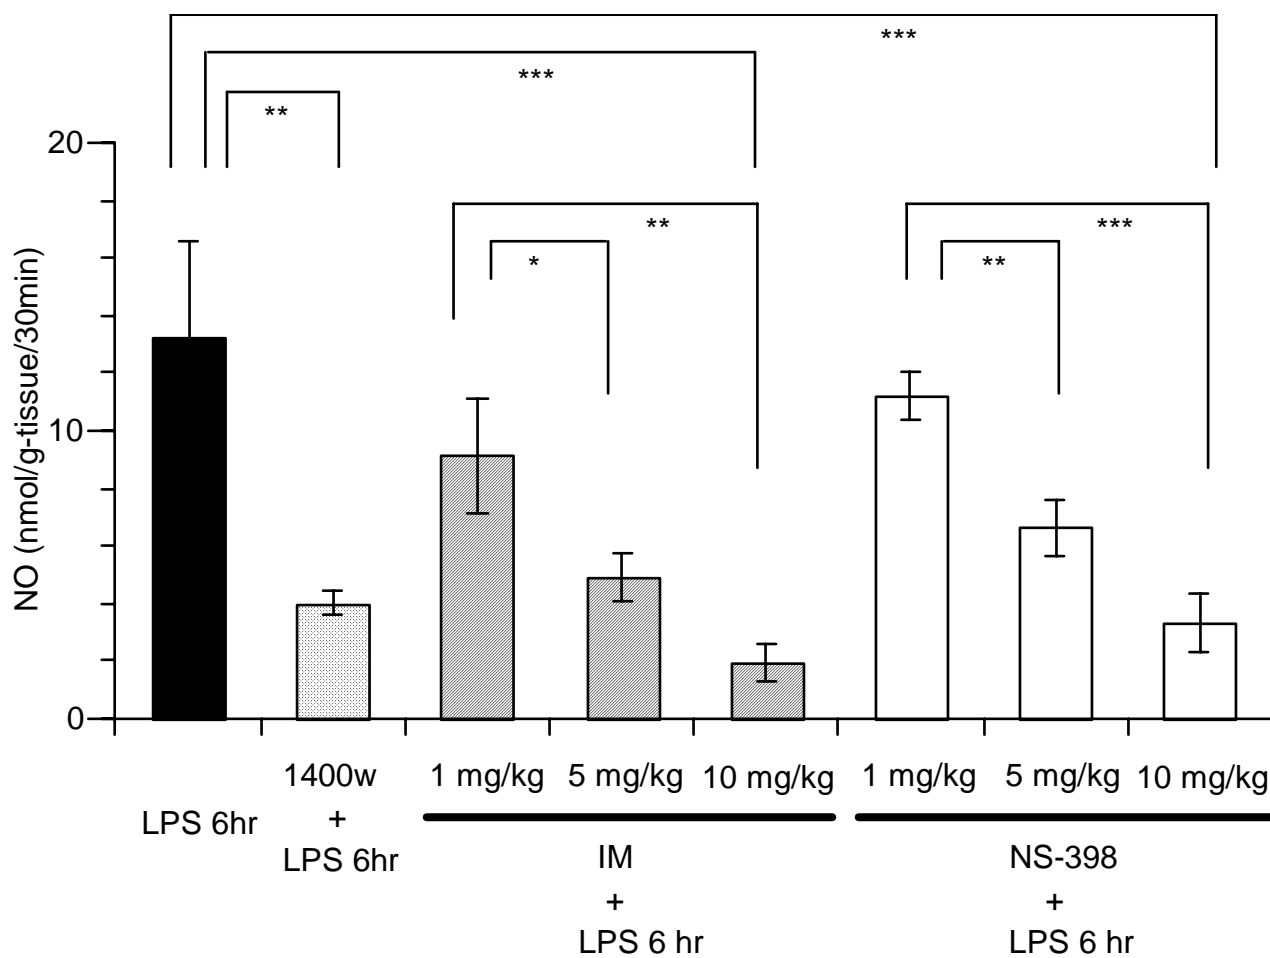 ***
***
**
20
**
***
*
**
10
0
NO (nmol/g-tissue/30min)
1400w
1 mg/kg
5 mg/kg
10 mg/kg
1 mg/kg
5 mg/kg
10 mg/kg
LPS 6hr
+
LPS 6hr
IM
+
LPS 6 hr
NS-398
+
LPS 6 hr